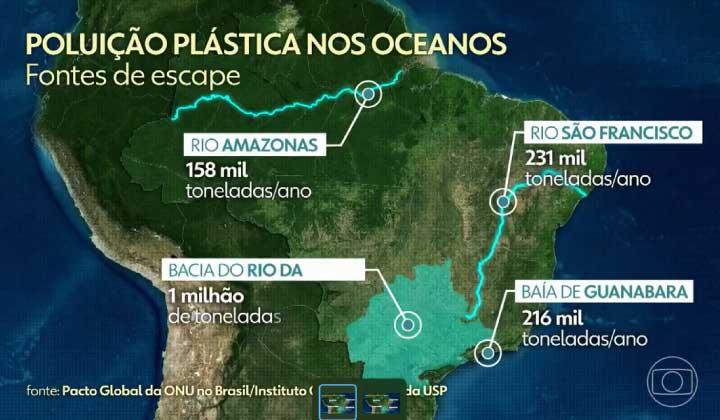 POLUIÇÃO PLÁSTICA NOS OCEANOS
Fontes de escape
RIO AMAZONAS
158 mil
toneladas/ano
RIO SÃO FRANCISCO
231 mil
toneladas/ano
BACIA DO RIO DA
1 milhão
de toneladas
BAÍA DE GUANABARA
216 mil
toneladas/ano
fonte: Pacto Global da ONU no Brasil/Instituto da USP